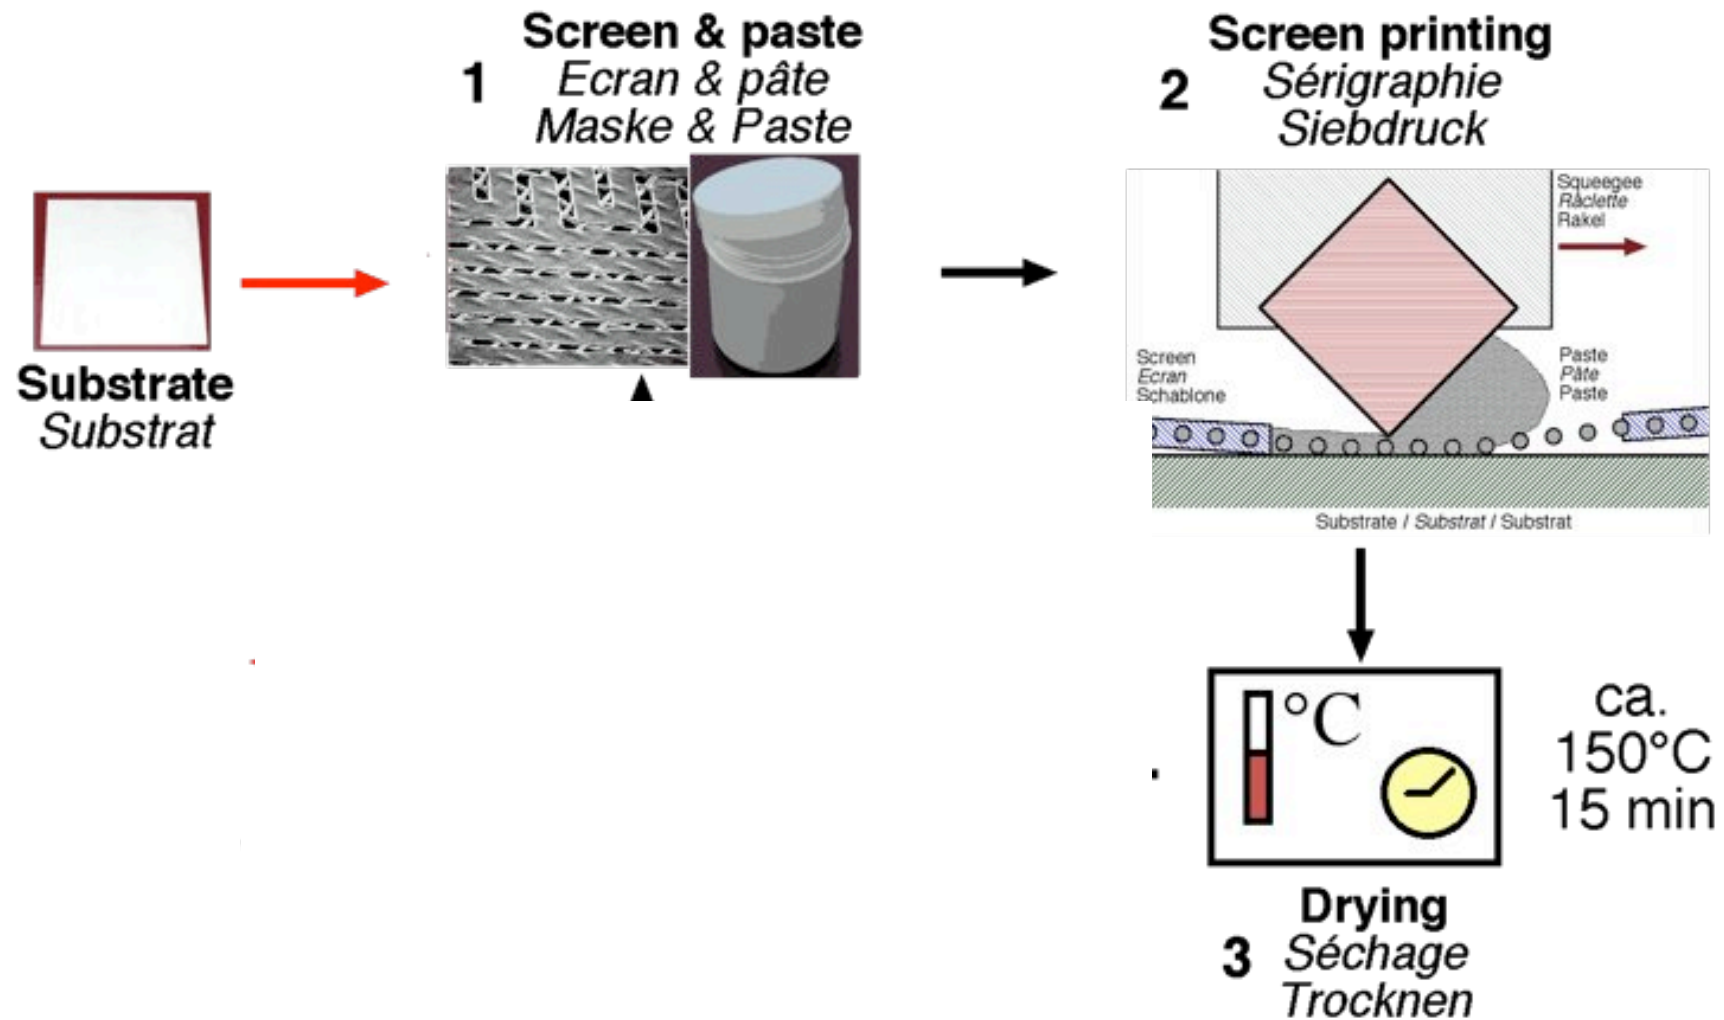 Substrate
Substrat
1
Screen & paste
Ecran & pâte
Maske & Paste
2
Screen printing
Sérigraphie
Siebdruck
Squeegee
Râclette
Rakel
Screen
Ecran
Schablone
Paste
Pâte
Paste
Substrate / Substrat / Substrat
°C
ca.
150°C
15 min
3
Drying
Séchage
Trocknen